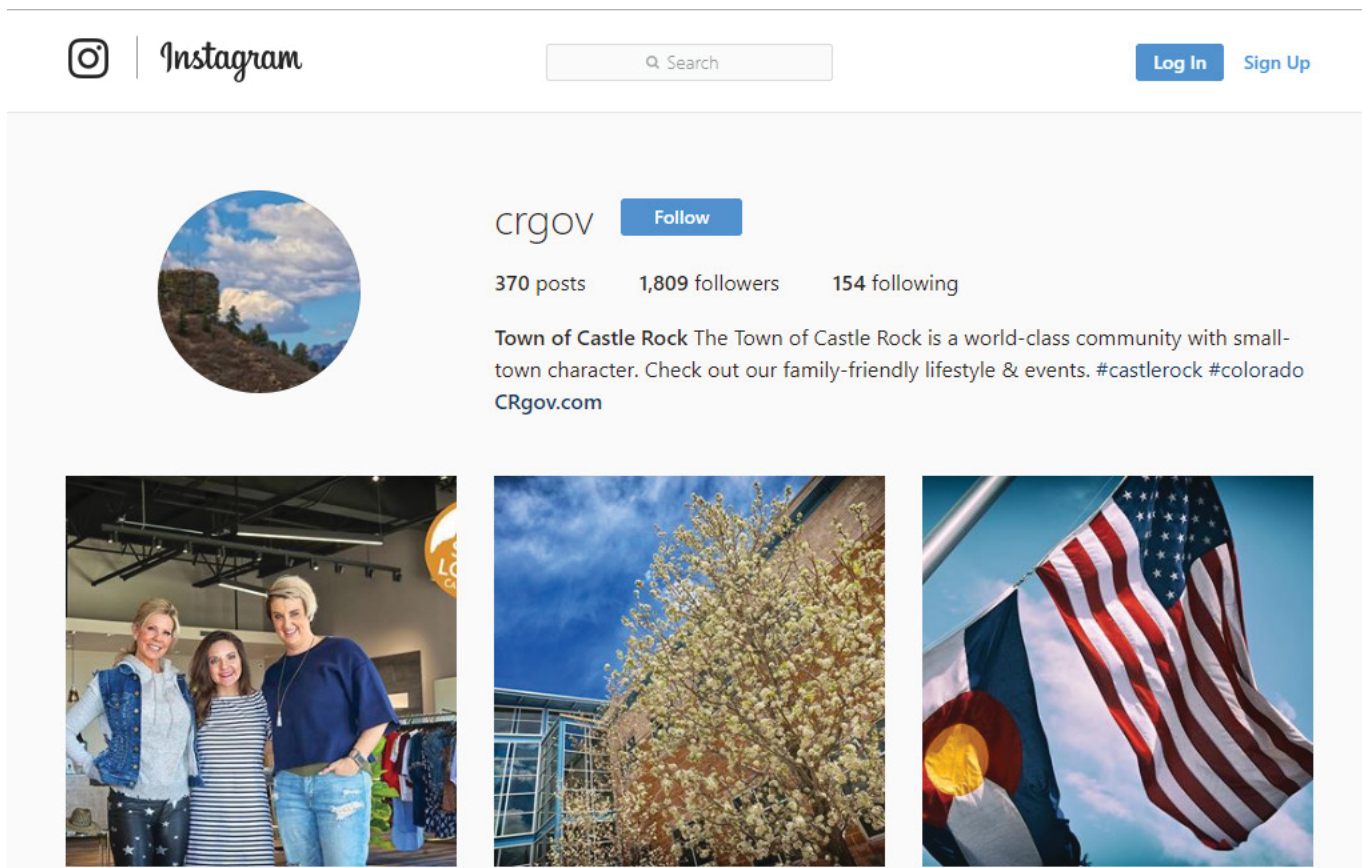 Instagram
Search
Log In
Sign Up
crgov
Follow
370 posts 1,809 followers 154 following
Town of Castle Rock The Town of Castle Rock is a world-class community with small-
town character. Check out our family-friendly lifestyle & events. #castlerock #colorado
CRgov.com